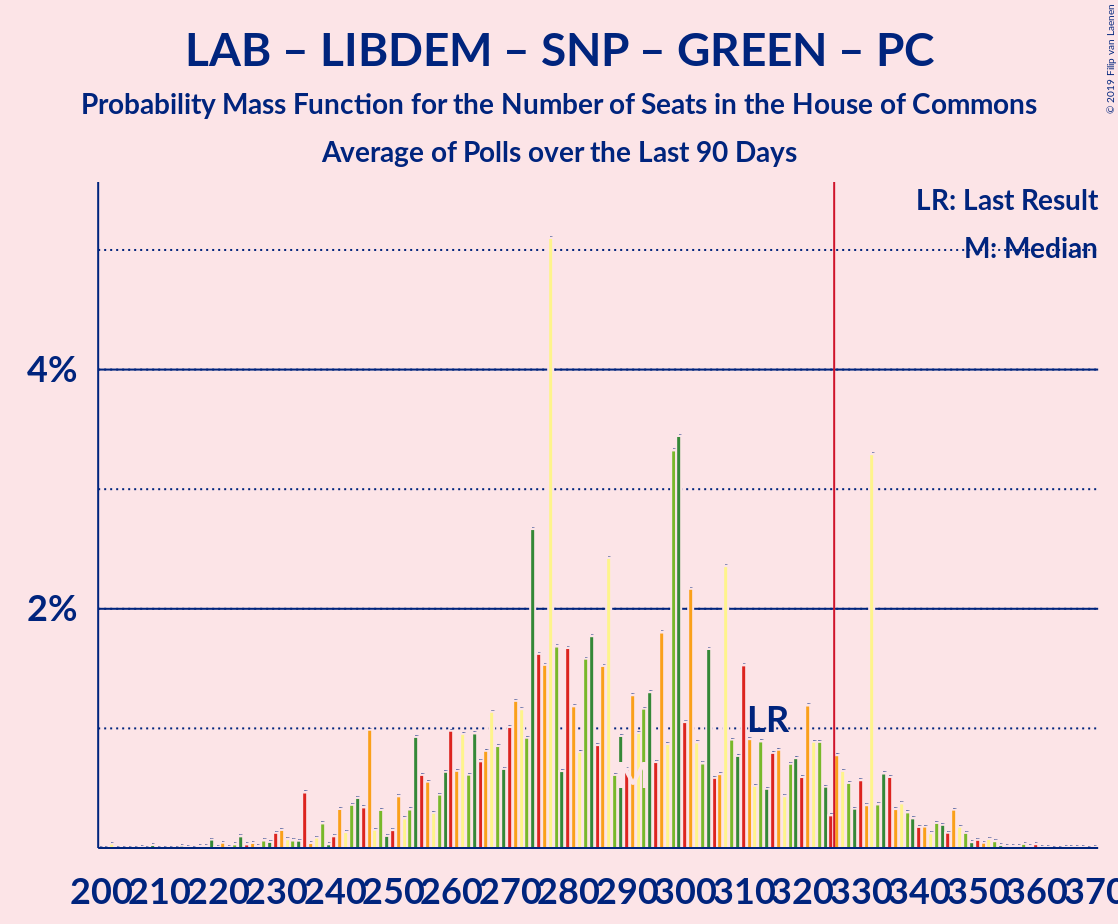 LAB – LIBDEM – SNP – GREEN – PC
Probability Mass Function for the Number of Seats in the House of Commons
Average of Polls over the Last 90 Days
© 2019 Filip van Laenen
LR: Last Result
M: Median
4%
2%
LR
M
200 210 220 230 240 250 260 270 280 290 300 310 320 330 340 350 360 370